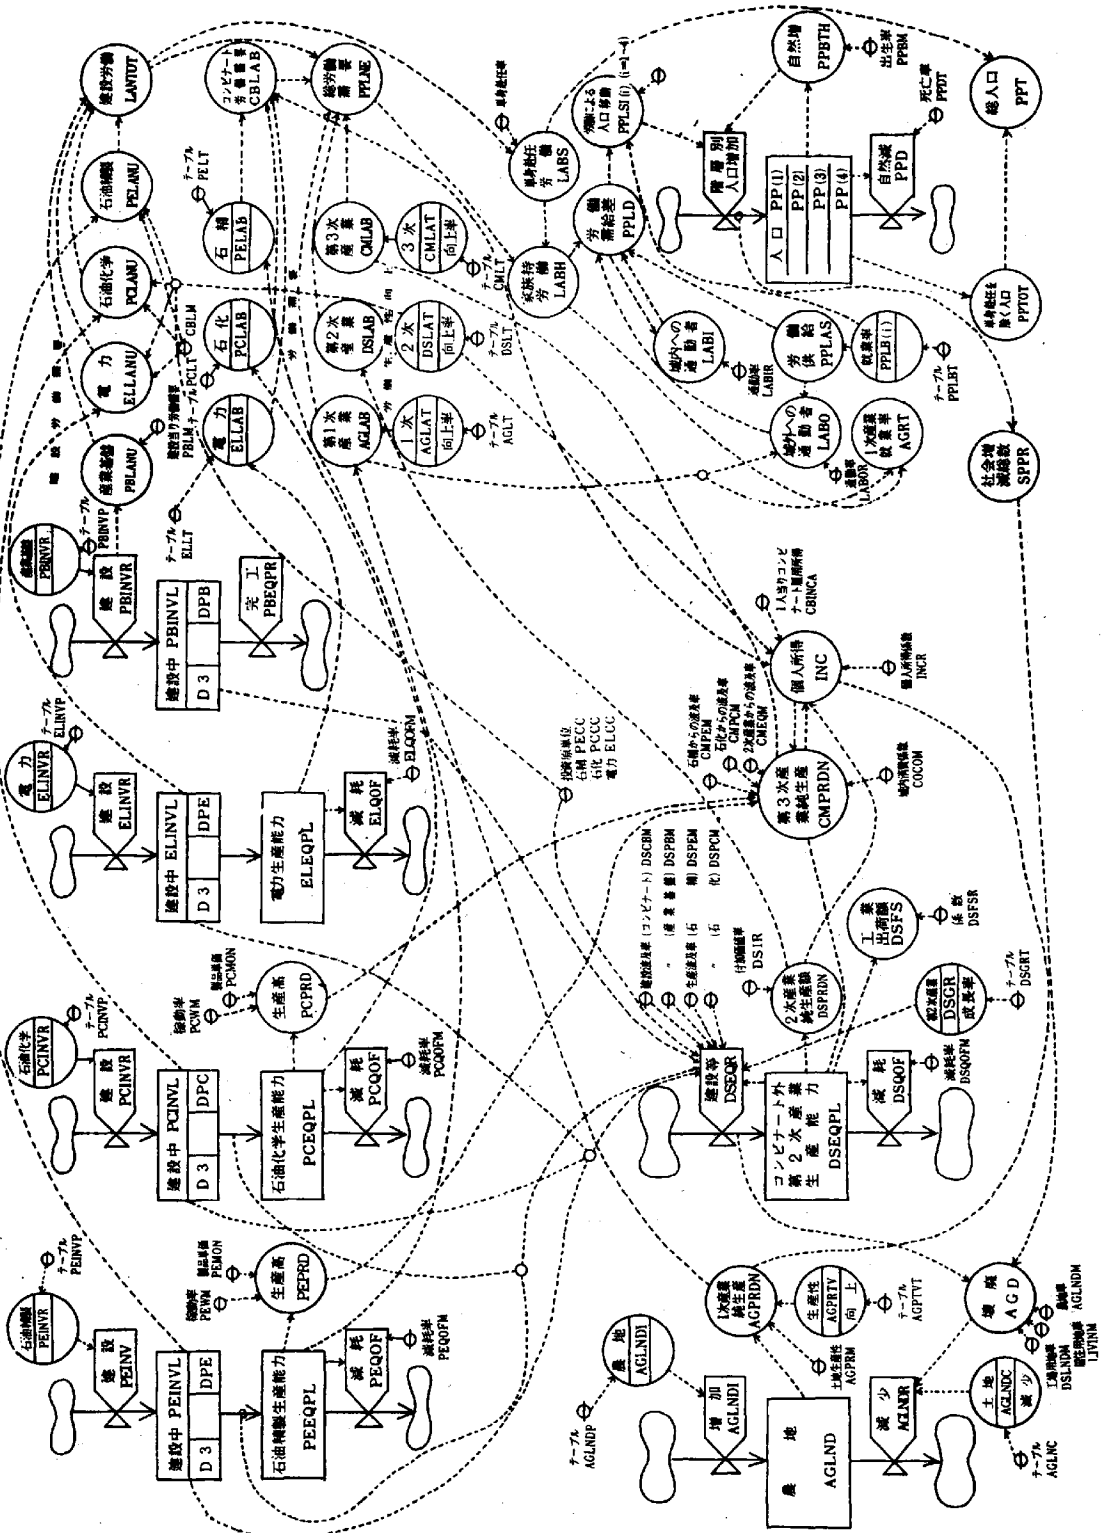 石油精製
PEINVR
テーブル
PEINVP
建設
PEINV
建設中 PEINVL
D3
DPE
石油精製生産能力
PEEQPL
減耗
PEQOF
減耗率
PEQOFM
稼動率
PEWM
製品単価
PEMON
生産高
PEPRD
石油化学
PCINVR
テーブル
PCINVP
建設
PCINVR
建設中 PCINVL
D3
DPC
石油化学生産能力
PCEQPL
減耗
PCQOF
減耗率
PCQOFM
稼動率
PCWM
製品単価
PCMON
生産高
PCPRD
電力
ELINVR
テーブル
ELINVP
建設
ELINVR
建設中 ELINVL
D3
DPE
電力生産能力
ELEQPL
減耗
ELQOF
減耗率
ELQOFM
PBINVR
テーブル
PBINVP
建設
PBINVR
建設中 PBINVL
D3
DPB
完工
PBEQPR
産業基盤
PBLANU
建設当り労働需要
PBLM
電力
ELLANU
石油化学
PCLANU
石油精製
PELANU
建設労働
LANTOT
テーブル
ELLT
電力
ELLAB
テーブル
PCLT
CBLM
石化
PCLAB
テーブル
PELT
石精
PELAB
コンビナート
労働需要
CBLAB
総労働
需要
PPLNE
第1次
産業
AGLAB
第2次
産業
DSLAB
第3次
産業
CMLAB
1次
AGLAT
向上率
テーブル
AGLT
2次
DSLAT
向上率
テーブル
DSLT
3次
CMLAT
向上率
テーブル
CMLT
単身赴任率
単身赴任
労働
LABS
家族持
労働
LABH
労働
需給差
PPLD
労働による
人口移動
PPLSI(i)
(i=1~4)
階層別
人口増加
自然増
PPBTH
出生率
PPBM
人口
PP(1)
PP(2)
PP(3)
PP(4)
自然減
PPD
死亡率
PPDT
総人口
PPT
単身赴任を
除く人口
PPTOT
域内への
通勤者
LABI
通勤率
LABIR
労働
供給
PPLAS
就業率
PPLB(i)
テーブル
PPLBT
域外への
通勤者
LABO
通勤率
LABOR
1次産業
就業率
AGRT
社会増
減総数
SPPR
投資原単位
石精 PECC
石化 PCCC
電力 ELCC
1人当りコンビ
ナート雇用所得
CBINCA
個人所得
INC
個人所得係数
INCR
石精からの波及率
CMPEM
石化からの波及率
CMPCM
2次産業からの波及率
CMEQM
第3次産
業純生産
CMPRDN
域内消費係数
COCOM
建設波及率(コンビナート)DSCBM
〃 (産業基盤)DSPBM
生産波及率(石精)DSPEM
〃 (石化)DSPCM
付加価値率
DS1R
建設等
DSEQR
コンビナート外
第2次産業
生産能力
DSEQPL
減耗
DSQOF
減耗率
DSQOFM
2次産業
純生産額
DSPRDN
工業
出荷額
DSFS
係数
DSFSR
第2次産業
DSGR
成長率
テーブル
DSGRT
テーブル
AGLNDP
農地
AGLNDI
増加
AGLNDI
農地
AGLND
減少
AGLNDR
土地
AGLNDC
減少
テーブル
AGLNC
1次産業
純生産
AGPRDN
土地生産性
AGPRM
生産性
AGPRTV
向上
テーブル
AGPTVT
壊廃
AGD
工場用地率
DSLNDM
居住用地率
LIVINM
AGLNDM